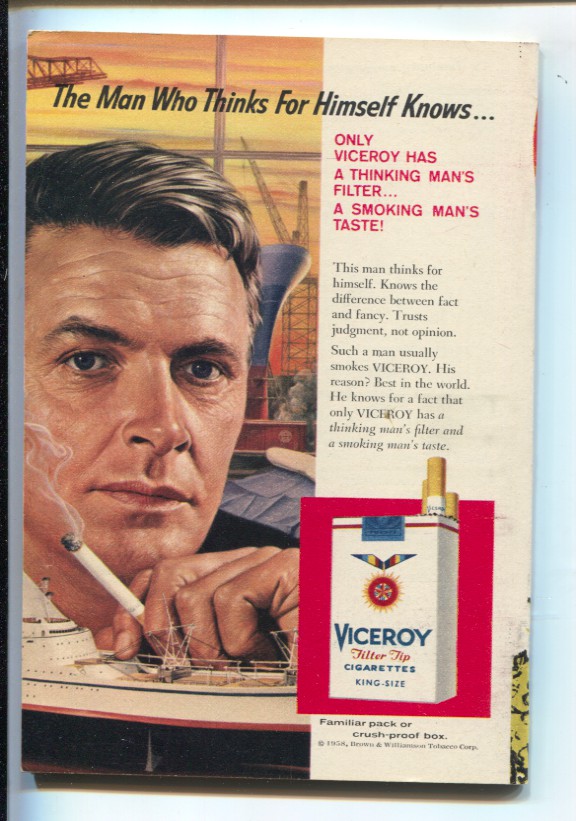 The Man Who Thinks For Himself Knows...
ONLY
VICEROY HAS
A THINKING MAN'S
FILTER...
A SMOKING MAN'S
TASTE!
This man thinks for
himself. Knows the
difference between fact
and fancy. Trusts
judgment, not opinion.
Such a man usually
smokes VICEROY. His
reason? Best in the world.
He knows for a fact that
only VICEROY has a
thinking man's filter and
a smoking man's taste.
VICEROY
Filter Tip
CIGARETTES
KING-SIZE
Familiar pack or
crush-proof box.
© 1958, Brown & Williamson Tobacco Corp.